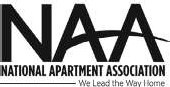 NAA
NATIONAL APARTMENT ASSOCIATION
We Lead the Way Home